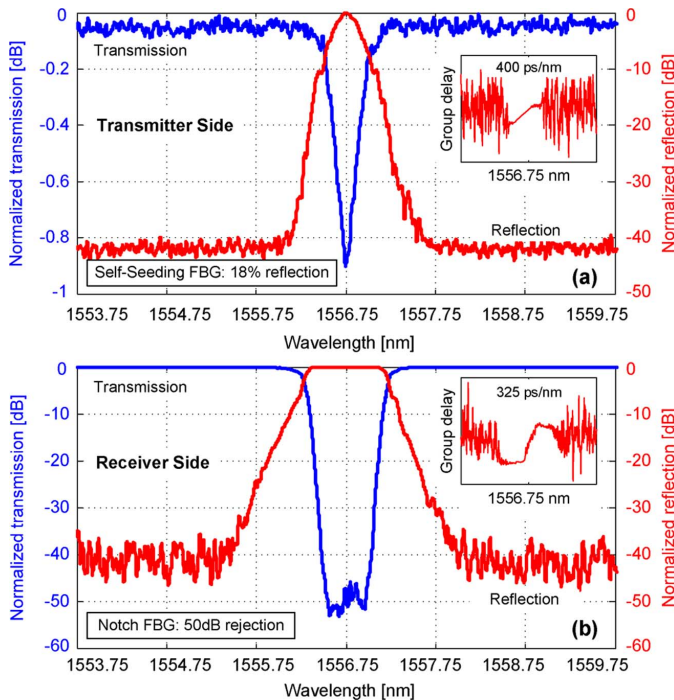 Normalized transmission [dB]
0
-0.2
-0.4
-0.6
-0.8
-1
Transmission
Transmitter Side
400 ps/nm
Group delay
1556.75 nm
Reflection
Self-Seeding FBG: 18% reflection
(a)
0
-10
-20
-30
-40
-50
Normalized reflection [dB]
1553.75 1554.75 1555.75 1556.75 1557.75 1558.75 1559.75
Wavelength [nm]
Normalized transmission [dB]
0
-10
-20
-30
-40
-50
-60
Transmission
Receiver Side
325 ps/nm
Group delay
1556.75 nm
Reflection
Notch FBG: 50dB rejection
(b)
0
-10
-20
-30
-40
-50
-60
Normalized reflection [dB]
1553.75 1554.75 1555.75 1556.75 1557.75 1558.75 1559.75
Wavelength [nm]